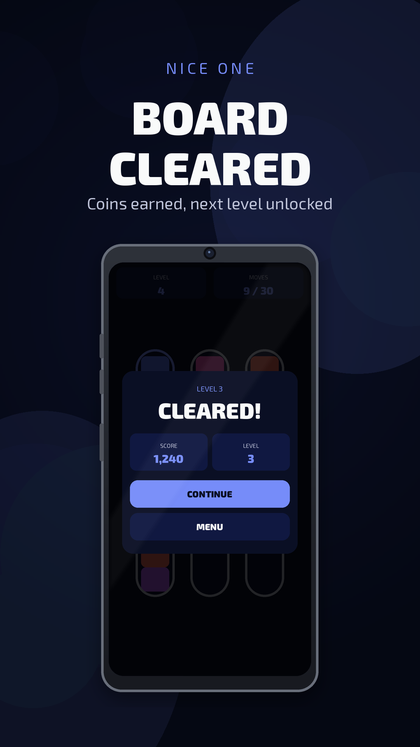 NICE ONE
BOARD
CLEARED
Coins earned, next level unlocked
LEVEL
MOVES
4
9 / 30
LEVEL 3
CLEARED!
SCORE
LEVEL
1,240
3
CONTINUE
MENU